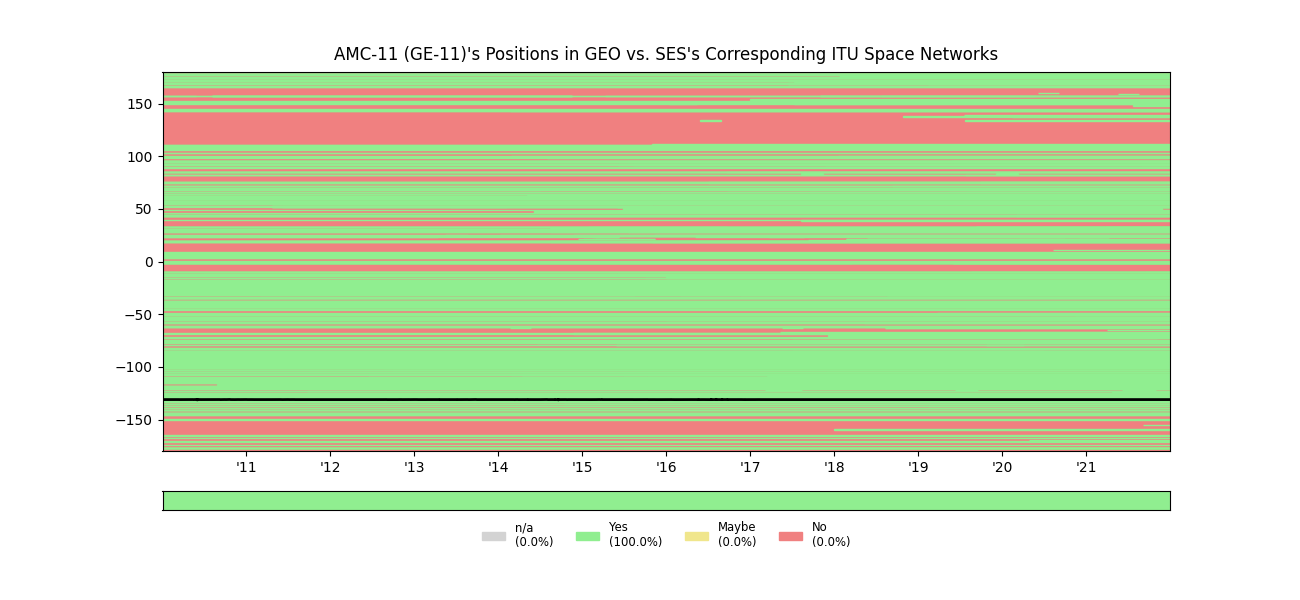 AMC-11 (GE-11)'s Positions in GEO vs. SES's Corresponding ITU Space Networks
150
100
50
0
−50
−100
−150
'11 '12 '13 '14 '15 '16 '17 '18 '19 '20 '21
n/a Yes Maybe No
(0.0%) (100.0%) (0.0%) (0.0%)